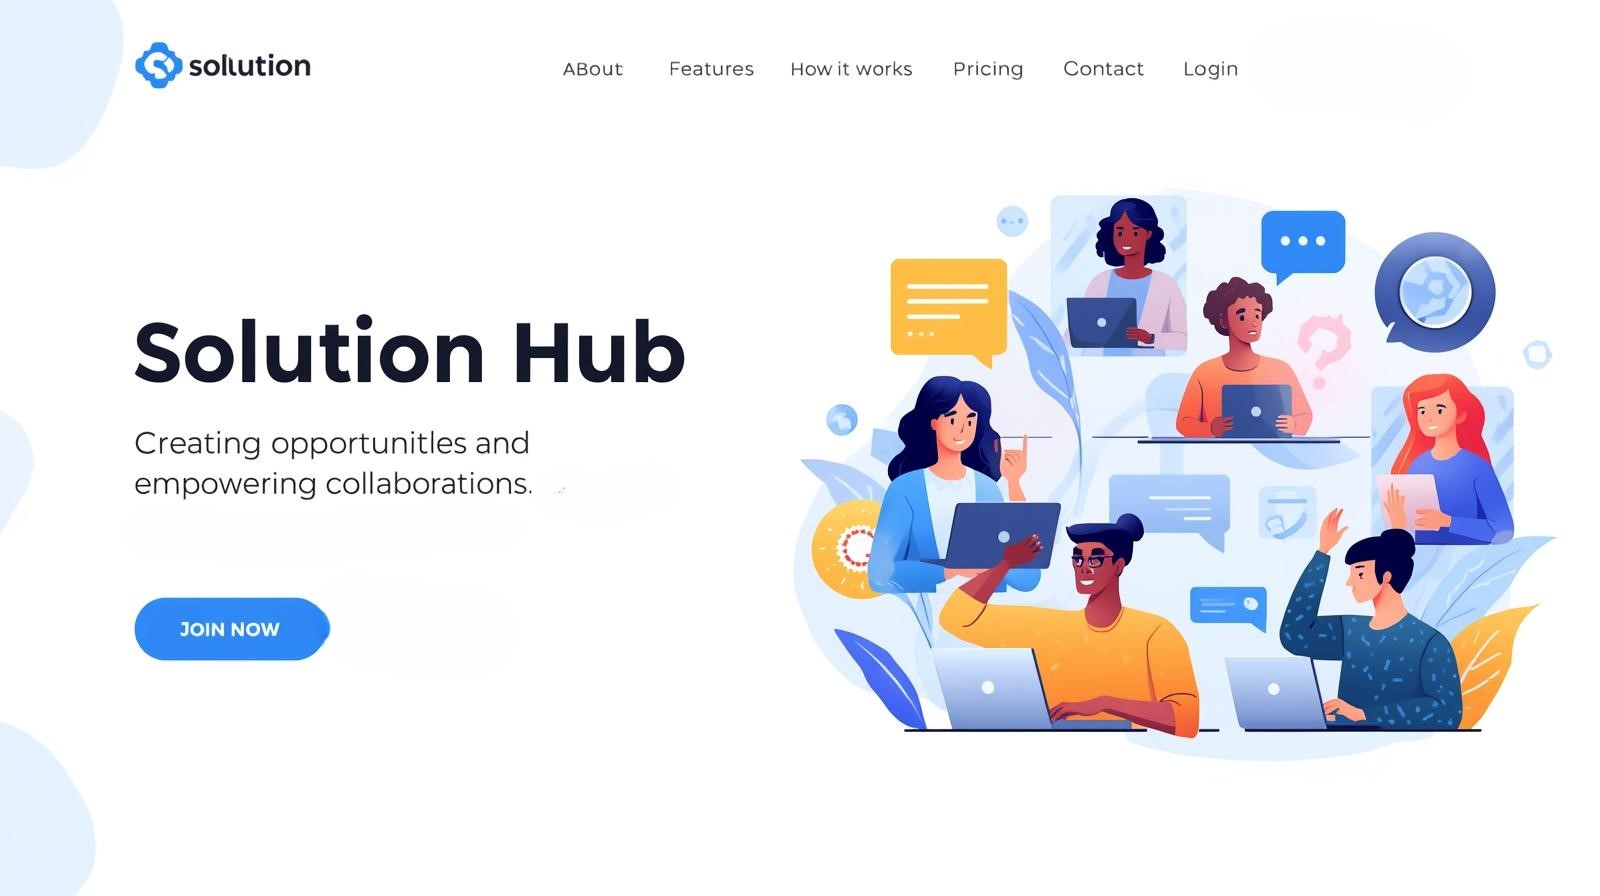 sollution
ABout Features How it works Pricing Contact Login
Solution Hub
Creating opportunitles and
empowering collaborations.
JOIN NOW